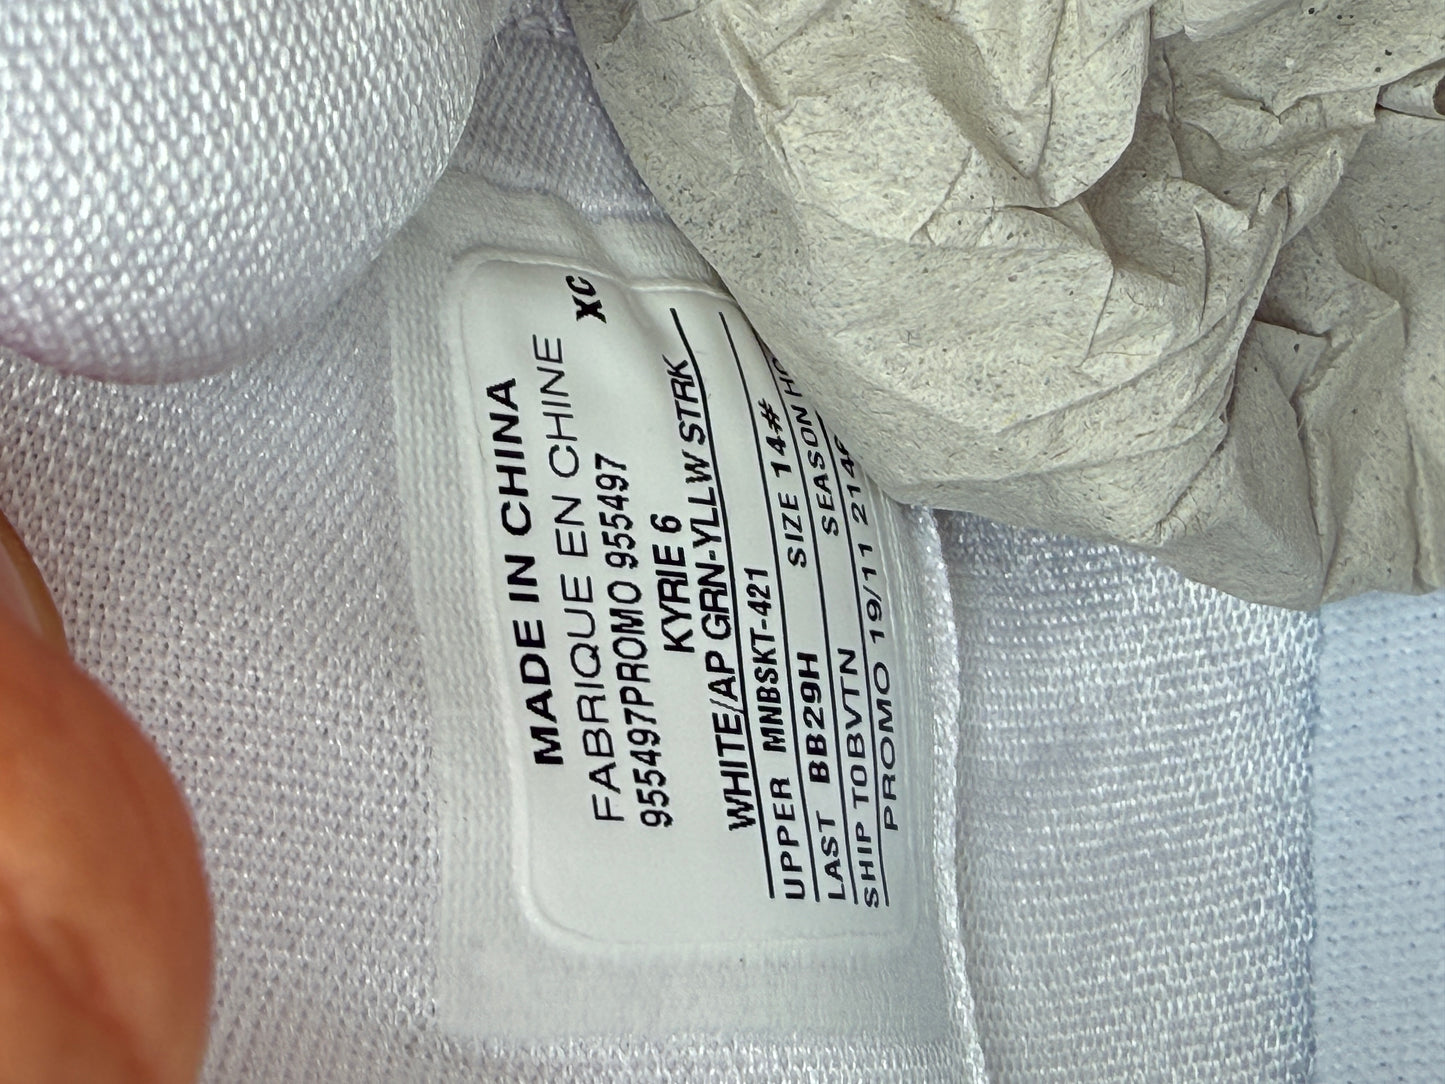 MADE IN CHINA
FABRIQUE EN CHINE XC
955497PROMO 955497
KYRIE 6
WHITE/AP GRN-YLLW STRK
UPPER MNBSKT-421 SIZE 14#
LAST BB29H SEASON
SHIP TOBVTN
PROMO 19/11